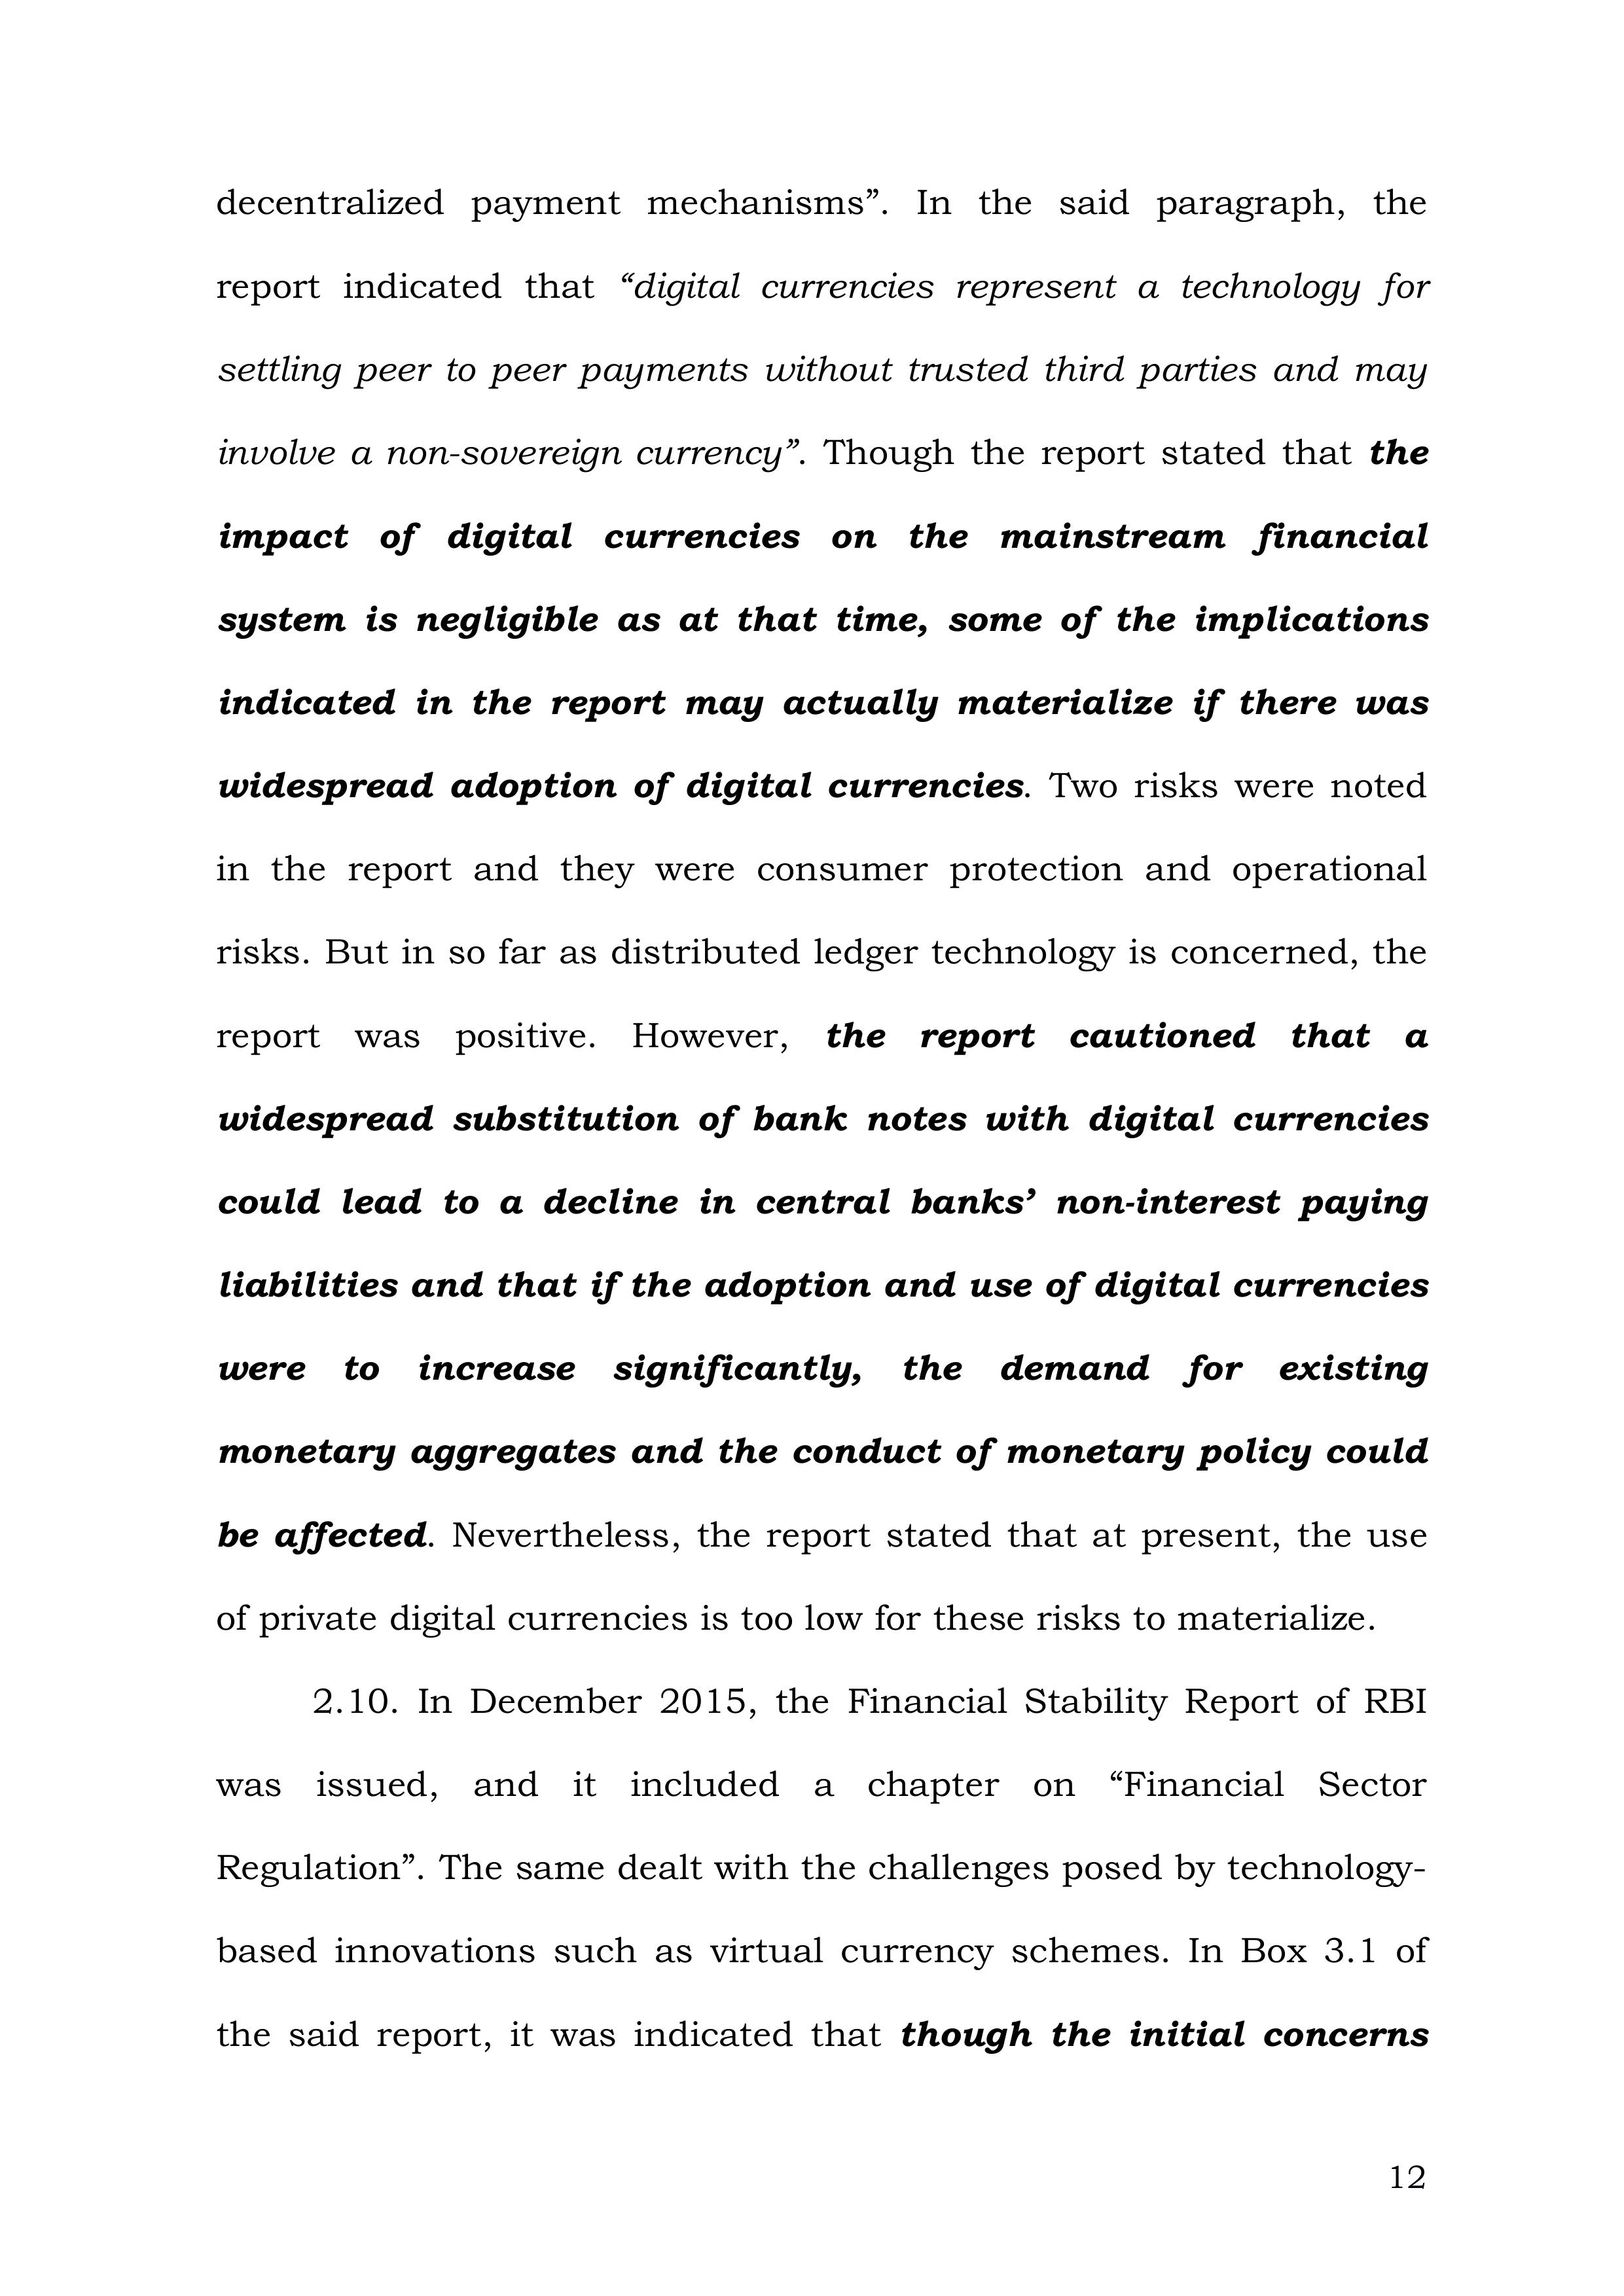 decentralized payment mechanisms”. In the said paragraph, the
report indicated that “digital currencies represent a technology for
settling peer to peer payments without trusted third parties and may
involve a non-sovereign currency”. Though the report stated that the
impact of digital currencies on the mainstream financial
system is negligible as at that time, some of the implications
indicated in the report may actually materialize if there was
widespread adoption of digital currencies. Two risks were noted
in the report and they were consumer protection and operational
risks. But in so far as distributed ledger technology is concerned, the
report was positive. However, the report cautioned that a
widespread substitution of bank notes with digital currencies
could lead to a decline in central banks’ non-interest paying
liabilities and that if the adoption and use of digital currencies
were to increase significantly, the demand for existing
monetary aggregates and the conduct of monetary policy could
be affected. Nevertheless, the report stated that at present, the use
of private digital currencies is too low for these risks to materialize.
2.10. In December 2015, the Financial Stability Report of RBI
was issued, and it included a chapter on “Financial Sector
Regulation”. The same dealt with the challenges posed by technology-
based innovations such as virtual currency schemes. In Box 3.1 of
the said report, it was indicated that though the initial concerns
12